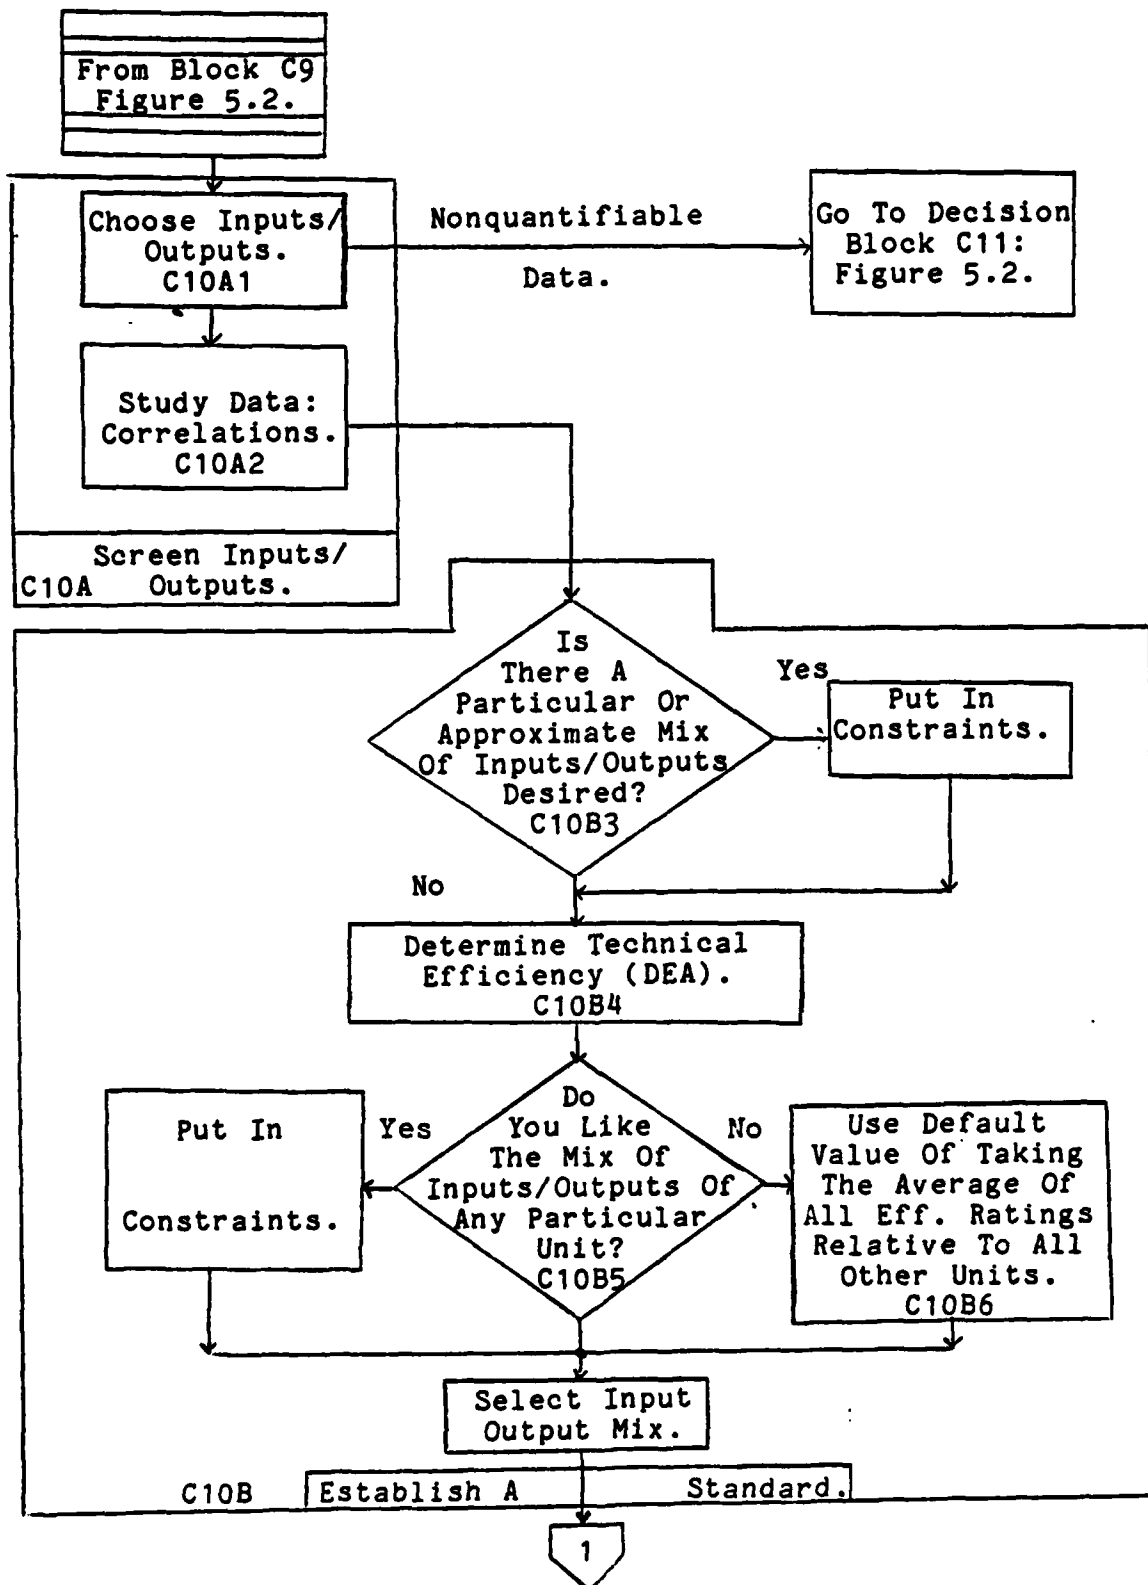 From Block C9
Figure 5.2.
Choose Inputs/
Outputs.
C10A1
Nonquantifiable
Data.
Go To Decision
Block C11:
Figure 5.2.
Study Data:
Correlations.
C10A2
Screen Inputs/
C10A Outputs.
Is
There A
Particular Or
Approximate Mix
Of Inputs/Outputs
Desired?
C10B3
Yes
Put In
Constraints.
No
Determine Technical
Efficiency (DEA).
C10B4
Put In
Constraints.
Yes
Do
You Like
The Mix Of
Inputs/Outputs Of
Any Particular
Unit?
C10B5
No
Use Default
Value Of Taking
The Average Of
All Eff. Ratings
Relative To All
Other Units.
C10B6
Select Input
Output Mix.
C10B Establish A Standard.
1